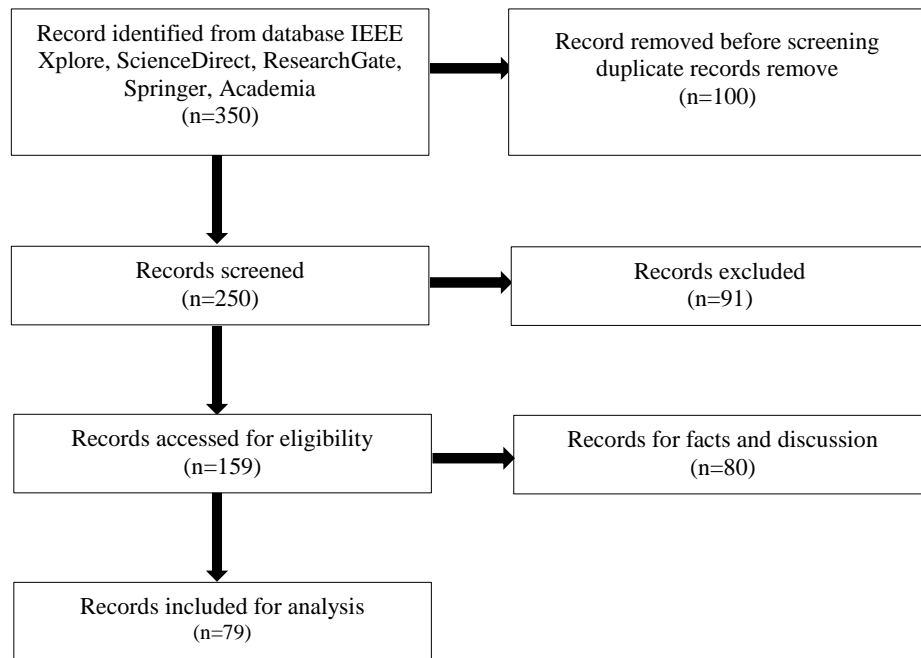 Record identified from database IEEE
Xplore, ScienceDirect, ResearchGate,
Springer, Academia
(n=350)
Record removed before screening
duplicate records remove
(n=100)
Records screened
(n=250)
Records excluded
(n=91)
Records accessed for eligibility
(n=159)
Records for facts and discussion
(n=80)
Records included for analysis
(n=79)